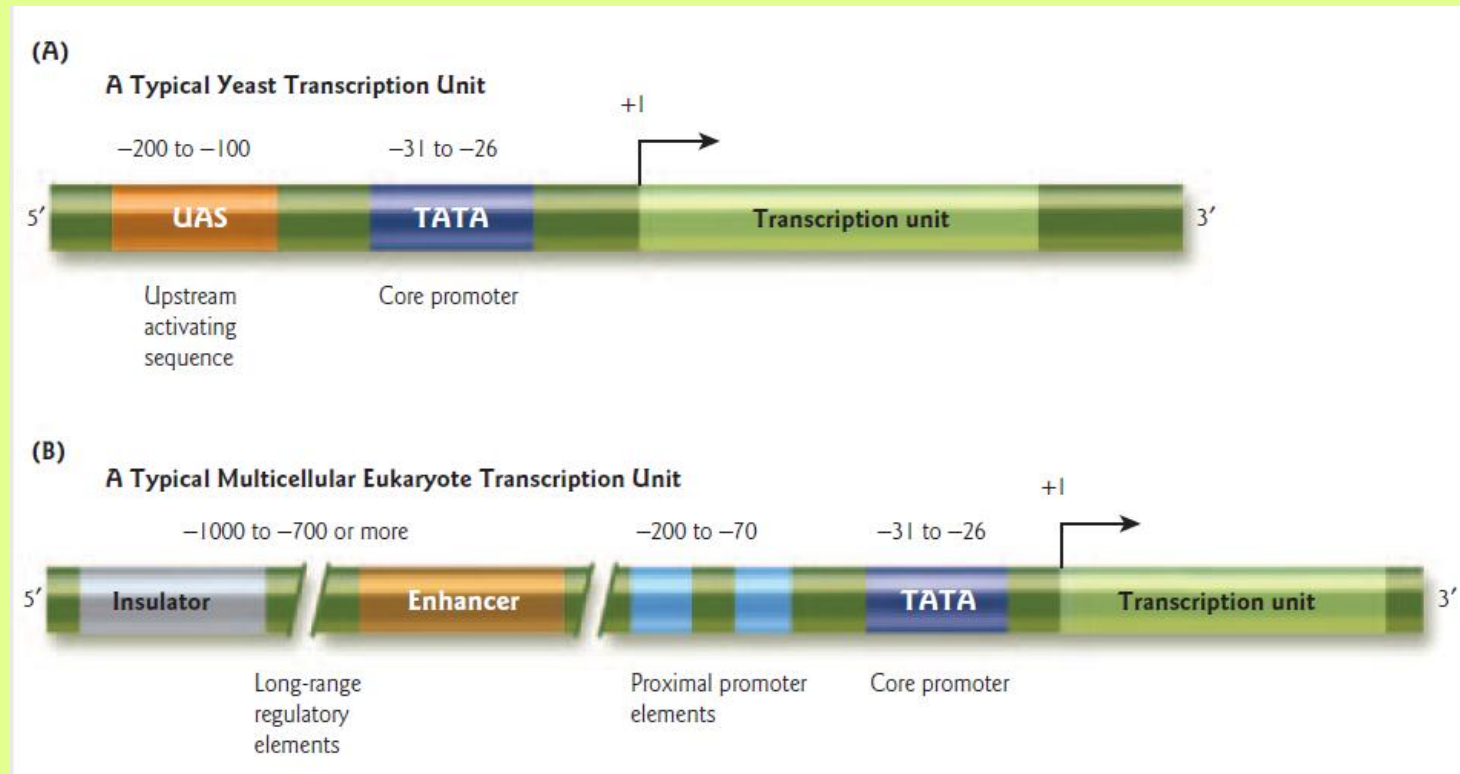 (A)
A Typical Yeast Transcription Unit
+1
−200 to −100
−31 to −26
5′
UAS
TATA
Transcription unit
3′
Upstream
activating
sequence
Core promoter
(B)
A Typical Multicellular Eukaryote Transcription Unit
+1
−1000 to −700 or more
−200 to −70
−31 to −26
5′
Insulator
Enhancer
TATA
Transcription unit
3′
Long-range
regulatory
elements
Proximal promoter
elements
Core promoter